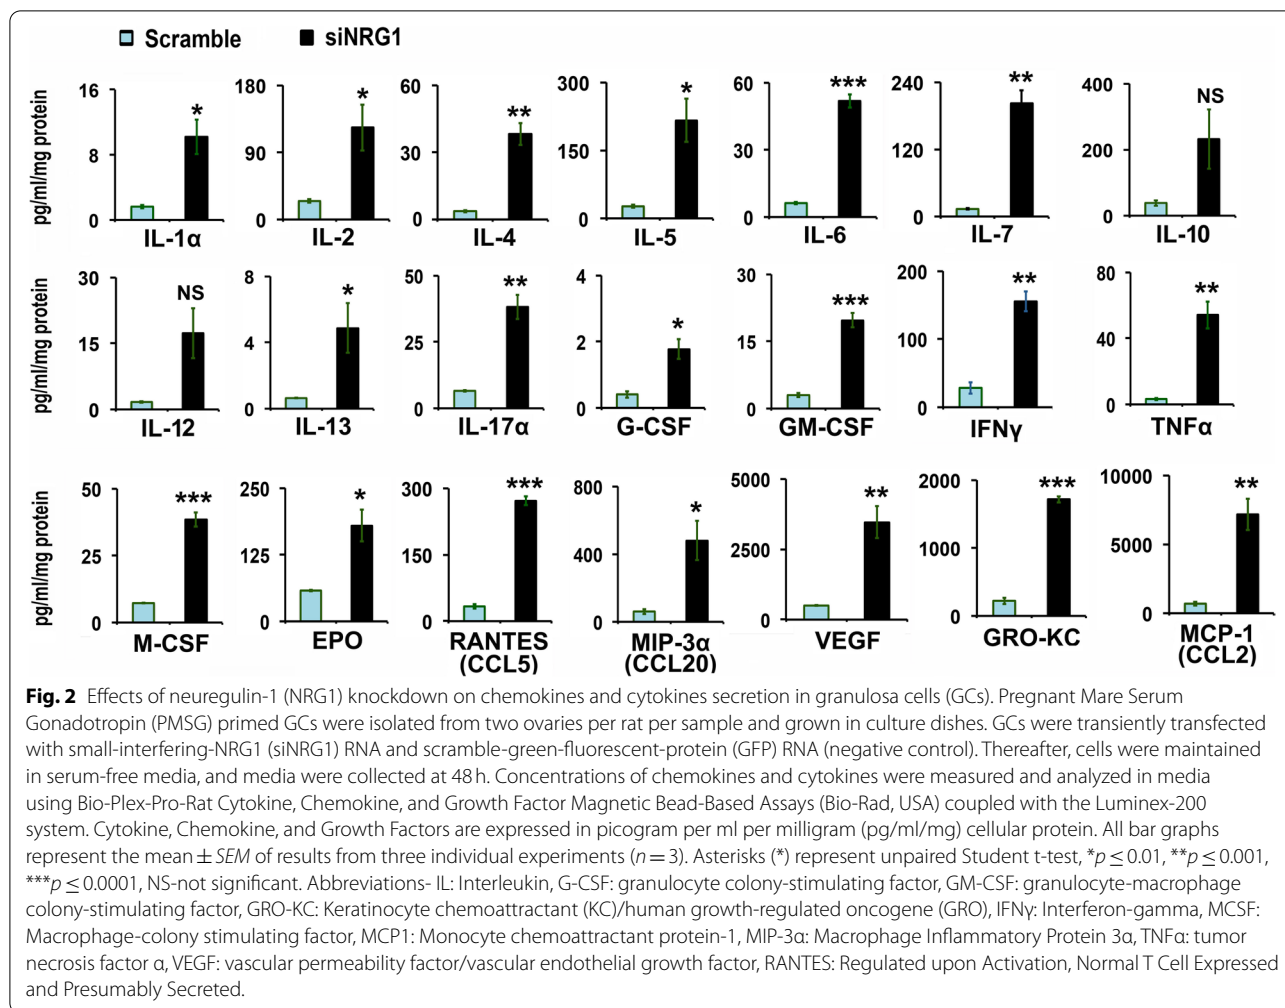 Scramble siNRG1
pg/ml/mg protein
16
8
0
*
IL-1α
180
90
0
*
IL-2
60
30
0
**
IL-4
300
150
0
*
IL-5
60
30
0
***
IL-6
240
120
0
**
IL-7
400
200
0
NS
IL-10
pg/ml/mg protein
30
15
0
NS
IL-12
8
4
0
*
IL-13
50
25
0
**
IL-17α
4
2
0
*
G-CSF
30
15
0
***
GM-CSF
200
100
0
**
IFNγ
80
40
0
**
TNFα
pg/ml/mg protein
50
25
0
***
M-CSF
250
125
0
*
EPO
300
150
0
***
RANTES
(CCL5)
800
400
0
*
MIP-3α
(CCL20)
5000
2500
0
**
VEGF
2000
1000
0
***
GRO-KC
10000
5000
0
**
MCP-1
(CCL2)
Fig. 2 Effects of neuregulin-1 (NRG1) knockdown on chemokines and cytokines secretion in granulosa cells (GCs). Pregnant Mare Serum
Gonadotropin (PMSG) primed GCs were isolated from two ovaries per rat per sample and grown in culture dishes. GCs were transiently transfected
with small-interfering-NRG1 (siNRG1) RNA and scramble-green-fluorescent-protein (GFP) RNA (negative control). Thereafter, cells were maintained
in serum-free media, and media were collected at 48 h. Concentrations of chemokines and cytokines were measured and analyzed in media
using Bio-Plex-Pro-Rat Cytokine, Chemokine, and Growth Factor Magnetic Bead-Based Assays (Bio-Rad, USA) coupled with the Luminex-200
system. Cytokine, Chemokine, and Growth Factors are expressed in picogram per ml per milligram (pg/ml/mg) cellular protein. All bar graphs
represent the mean ± SEM of results from three individual experiments (n = 3). Asterisks (*) represent unpaired Student t-test, *p ≤ 0.01, **p ≤ 0.001,
***p ≤ 0.0001, NS-not significant. Abbreviations- IL: Interleukin, G-CSF: granulocyte colony-stimulating factor, GM-CSF: granulocyte-macrophage
colony-stimulating factor, GRO-KC: Keratinocyte chemoattractant (KC)/human growth-regulated oncogene (GRO), IFNγ: Interferon-gamma, MCSF:
Macrophage-colony stimulating factor, MCP1: Monocyte chemoattractant protein-1, MIP-3α: Macrophage Inflammatory Protein 3α, TNFα: tumor
necrosis factor α, VEGF: vascular permeability factor/vascular endothelial growth factor, RANTES: Regulated upon Activation, Normal T Cell Expressed
and Presumably Secreted.